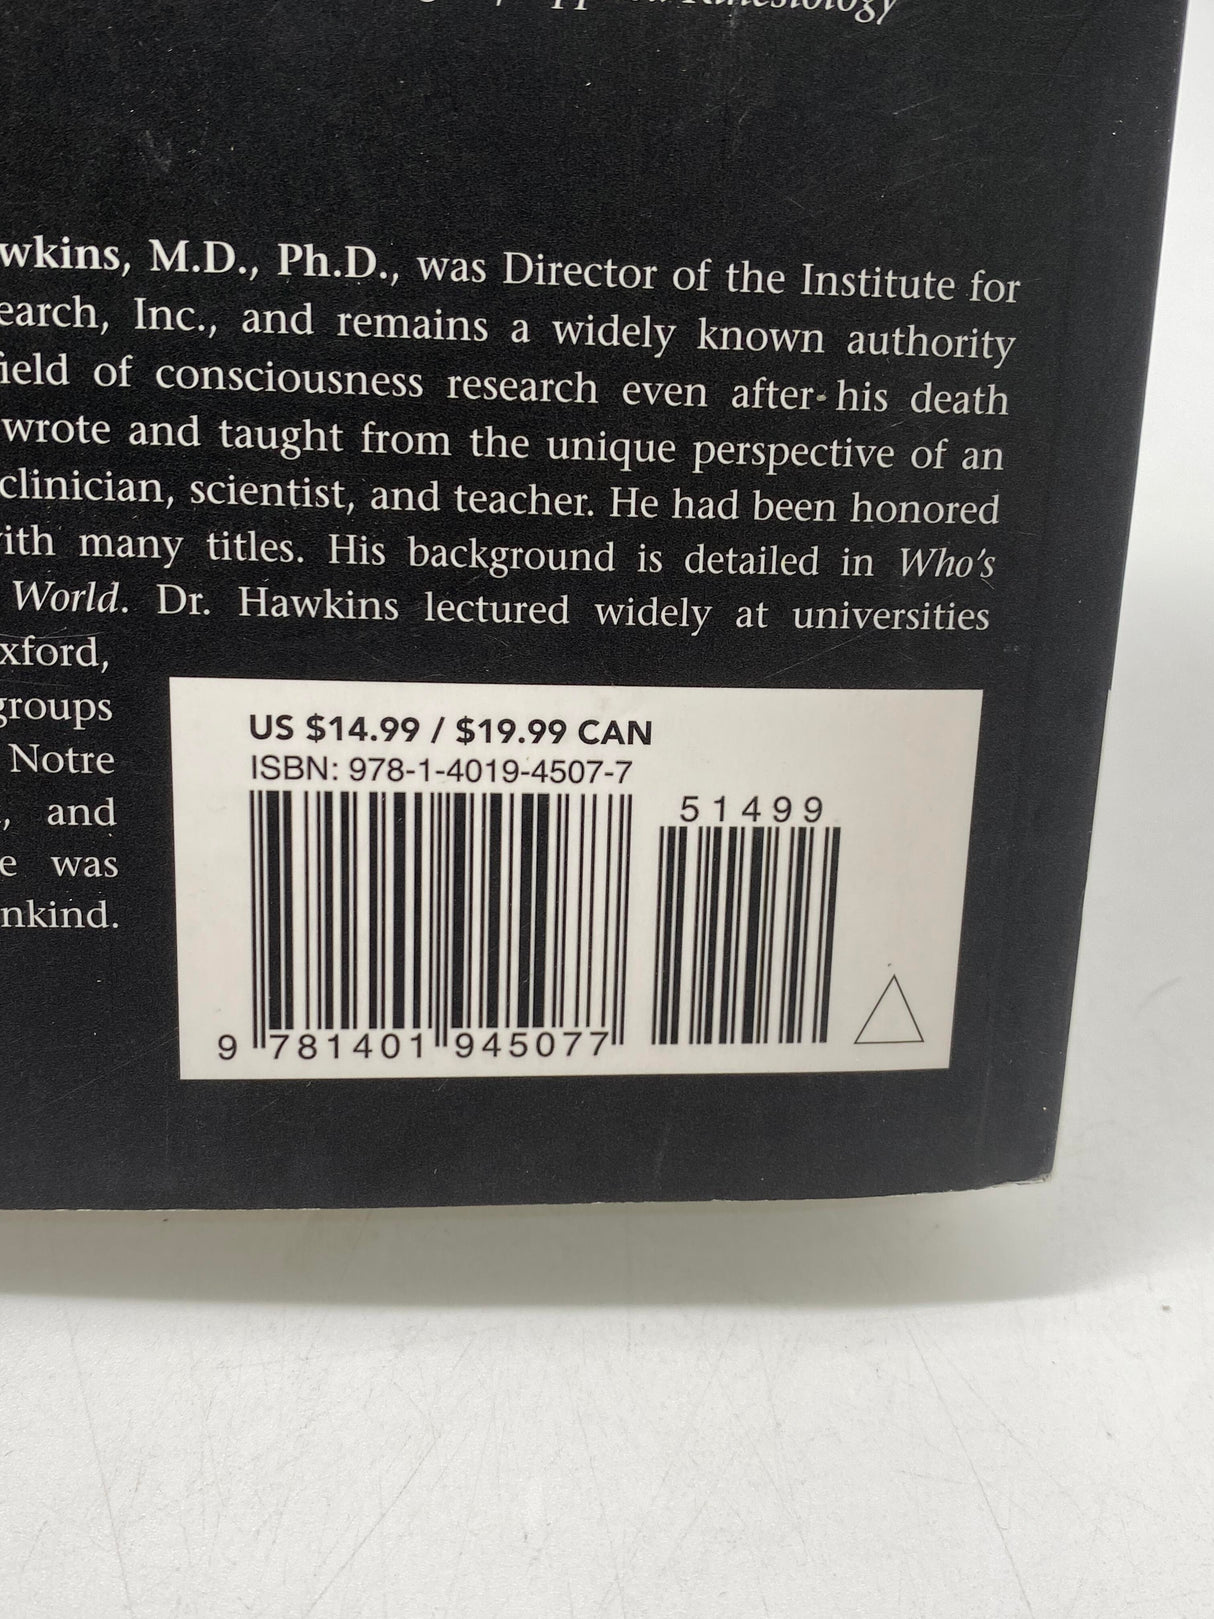 Kinesiology
wkins, M.D., Ph.D., was Director of the Institute for
earch, Inc., and remains a widely known authority
field of consciousness research even after his death
wrote and taught from the unique perspective of an
clinician, scientist, and teacher. He had been honored
with many titles. His background is detailed in Who's
World. Dr. Hawkins lectured widely at universities
xford,
groups
Notre
, and
e was
nkind.
US $14.99 / $19.99 CAN
ISBN: 978-1-4019-4507-7
51499
9 781401 945077